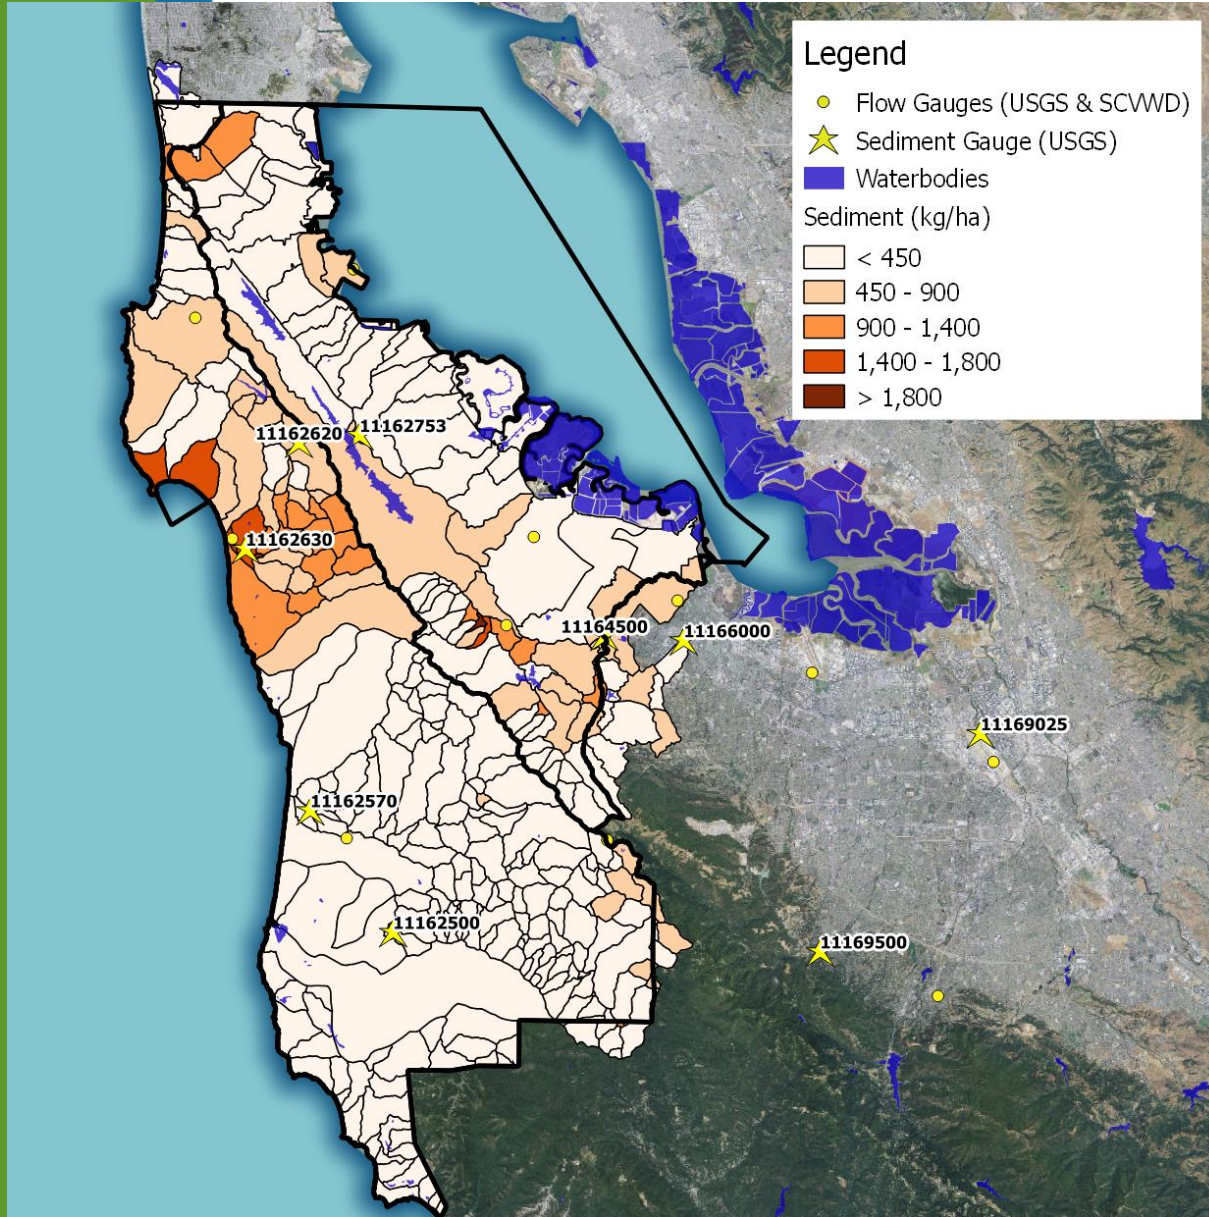 Legend
Flow Gauges (USGS & SCVWD)
Sediment Gauge (USGS)
Waterbodies
Sediment (kg/ha)
< 450
450 - 900
900 - 1,400
1,400 - 1,800
> 1,800
11162753
11162620
11162630
11164500
11166000
11169025
11162570
11162500
11169500